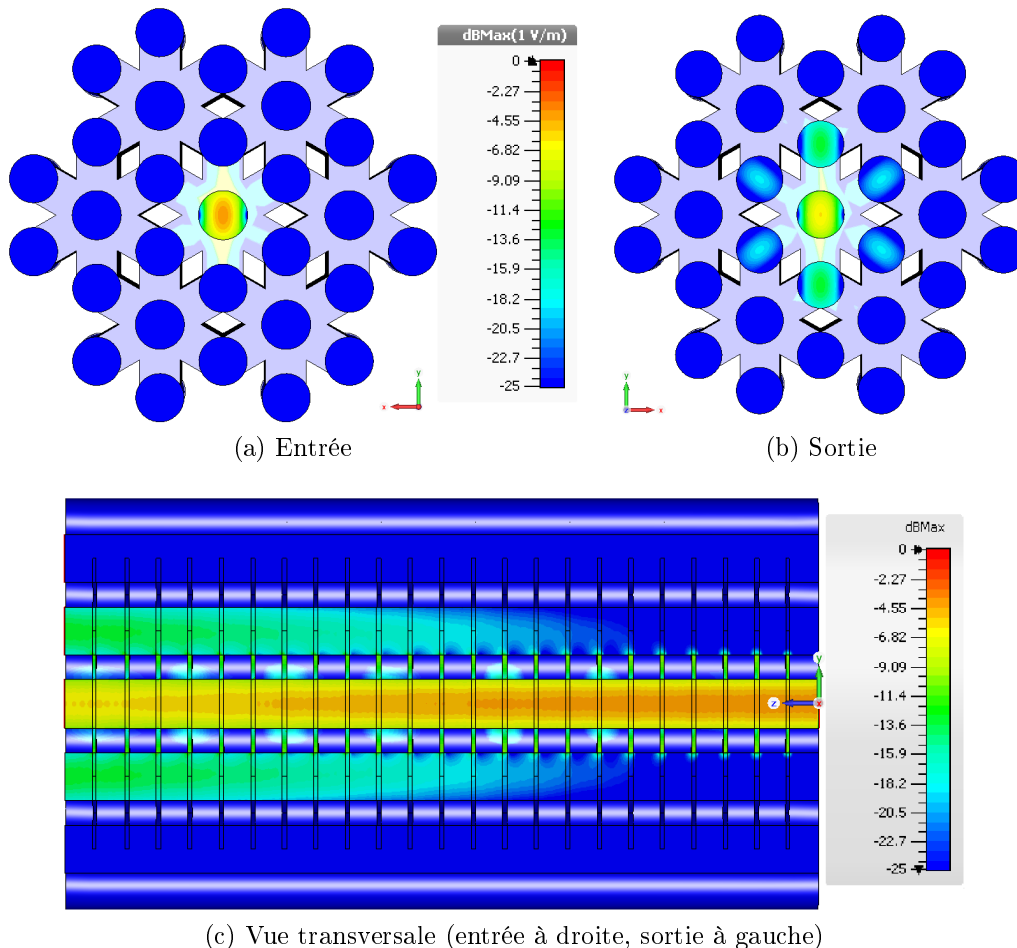 dBMax(1 V/m)
0
-2.27
-4.55
-6.82
-9.09
-11.4
-13.6
-15.9
-18.2
-20.5
-22.7
-25
y
x
y
z
x
(a) Entrée
(b) Sortie
dBMax
0
-2.27
-4.55
-6.82
-9.09
-11.4
-13.6
-15.9
-18.2
-20.5
-22.7
-25
y
z
x
(c) Vue transversale (entrée à droite, sortie à gauche)